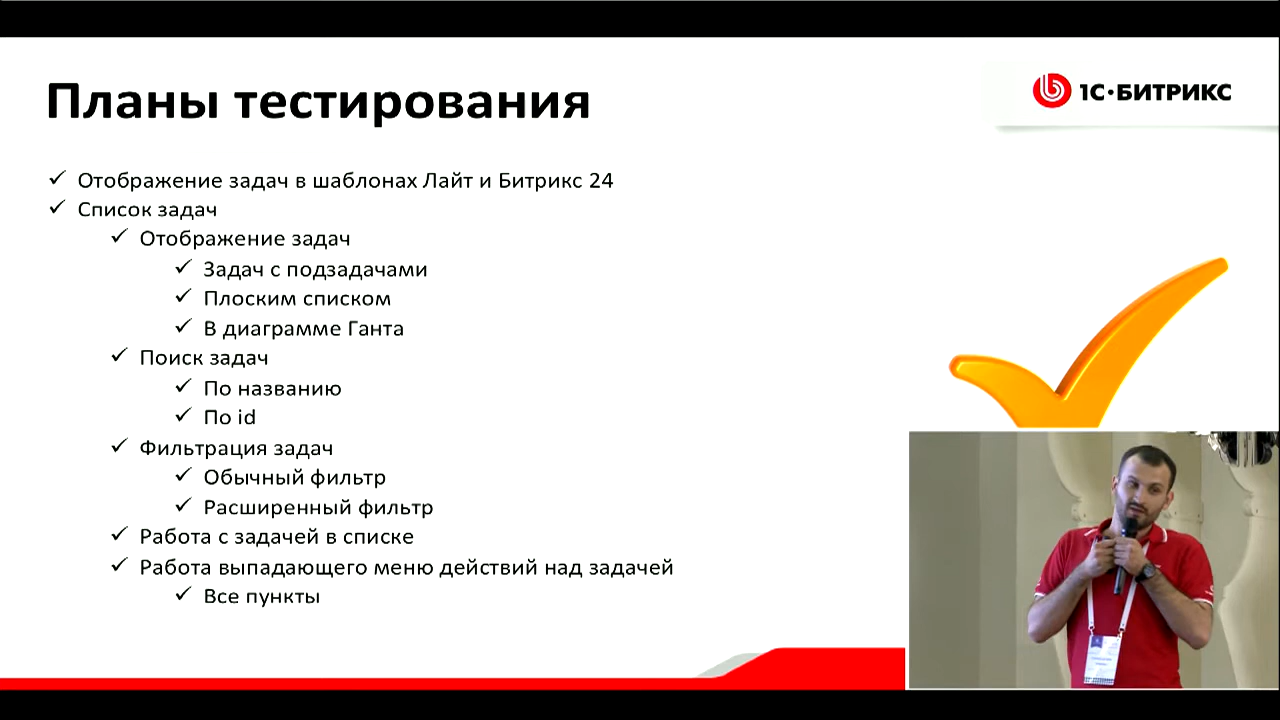 Планы тестирования
1С·БИТРИКС
Отображение задач в шаблонах Лайт и Битрикс 24
Список задач
Отображение задач
Задач с подзадачами
Плоским списком
В диаграмме Ганта
Поиск задач
По названию
По id
Фильтрация задач
Обычный фильтр
Расширенный фильтр
Работа с задачей в списке
Работа выпадающего меню действий над задачей
Все пункты